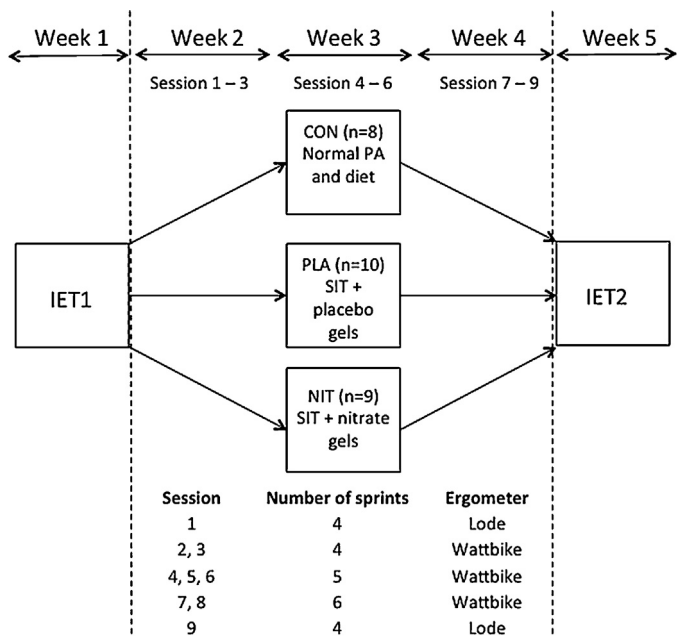 Week 1 Week 2 Week 3 Week 4 Week 5
Session 1 – 3 Session 4 – 6 Session 7 – 9
CON (n=8)
Normal PA
and diet
IET1
PLA (n=10)
SIT +
placebo
gels
IET2
NIT (n=9)
SIT + nitrate
gels
Session Number of sprints Ergometer
1 4 Lode
2, 3 4 Wattbike
4, 5, 6 5 Wattbike
7, 8 6 Wattbike
9 4 Lode